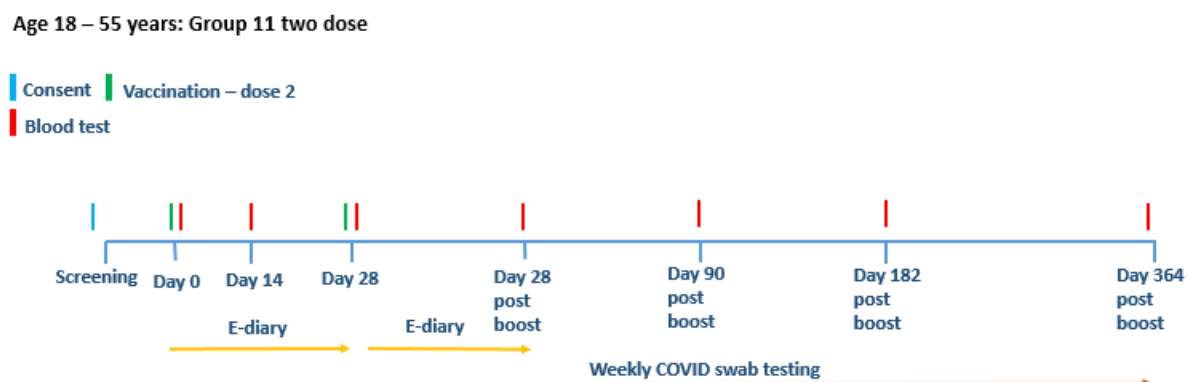 Age 18 – 55 years: Group 11 two dose
Consent
Vaccination – dose 2
Blood test
Screening
Day 0
Day 14
Day 28
Day 28
post
boost
Day 90
post
boost
Day 182
post
boost
Day 364
post
boost
E-diary
E-diary
Weekly COVID swab testing